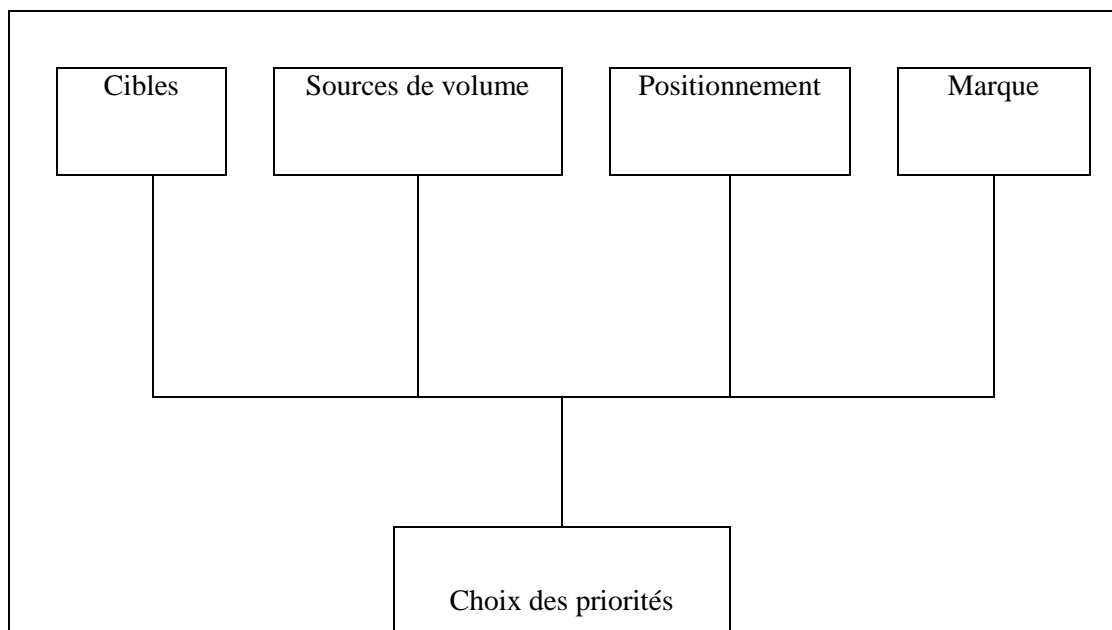 Cibles
Sources de volume
Positionnement
Marque
Choix des priorités